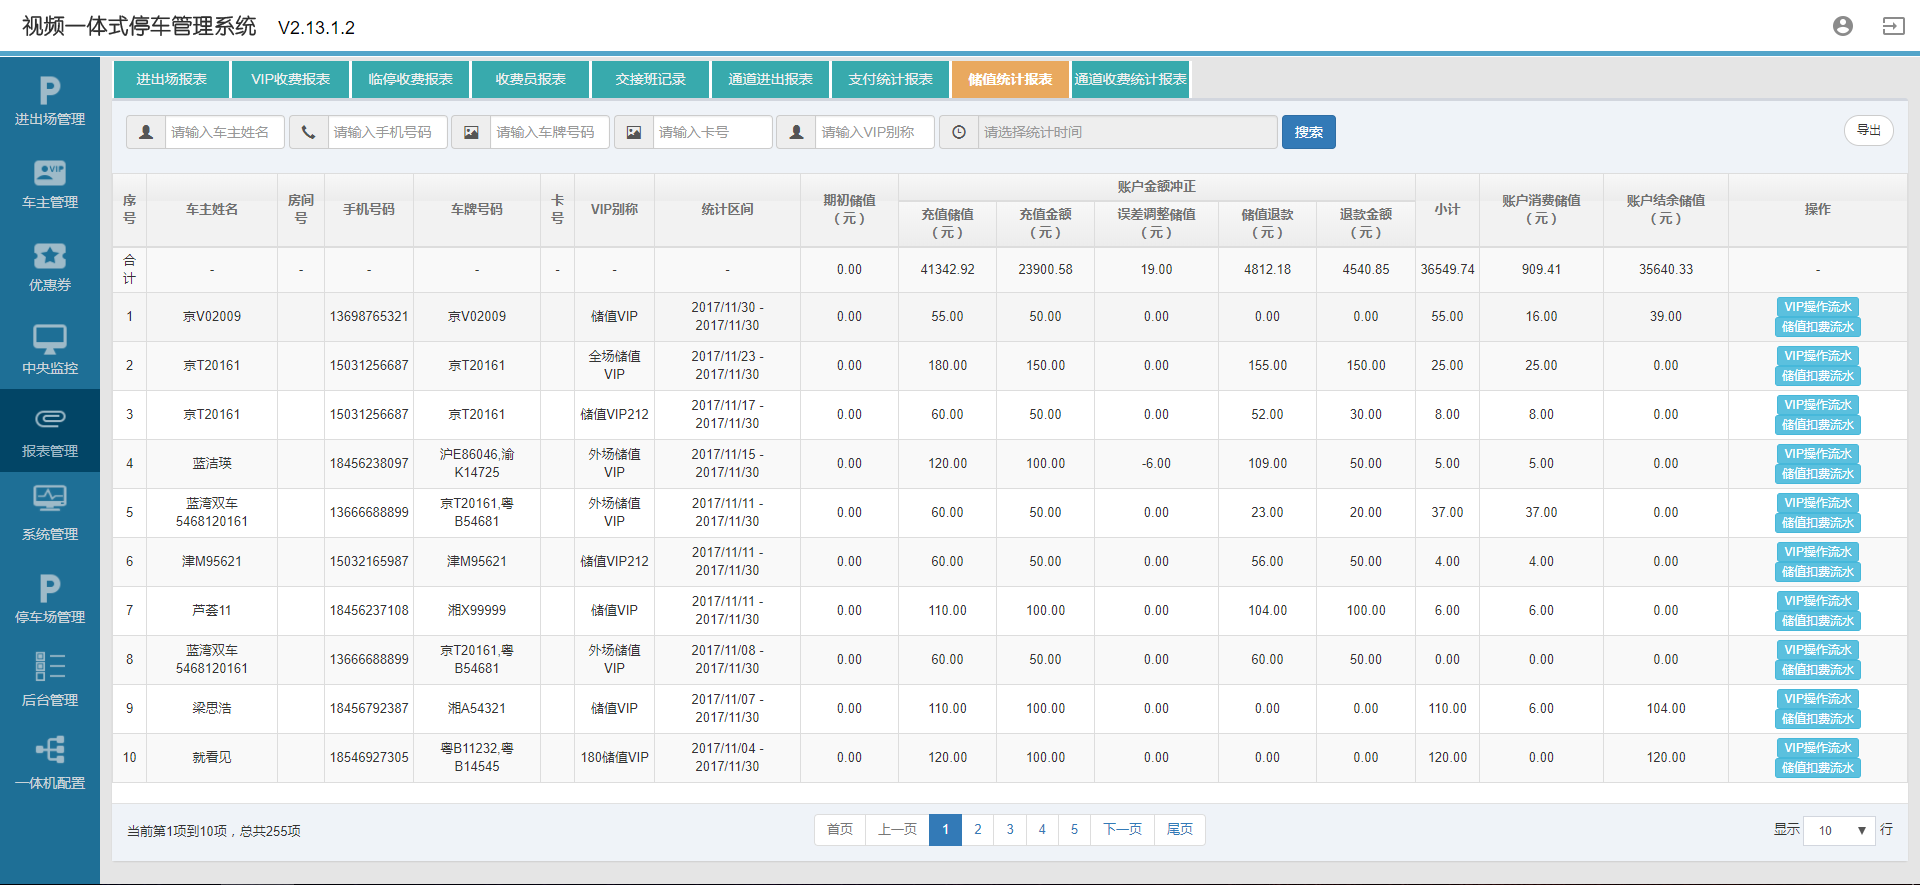 视频一体式停车管理系统 V2.13.1.2
进出场报表 VIP收费报表 临停收费报表 收费员报表 交接班记录 通道进出报表 支付统计报表 储值统计报表 通道收费统计报表
进出场管理
车主管理
优惠券
中央监控
报表管理
系统管理
停车场管理
后台管理
一体机配置
请输入车主姓名 请输入手机号码 请输入车牌号码 请输入卡号 请输入VIP别称 请选择统计时间 搜索 导出
序号 车主姓名 房间号 手机号码 车牌号码 卡号 VIP别称 统计区间 期初储值（元） 账户金额冲正 小计 账户消费储值（元） 账户结余储值（元） 操作
充值储值（元） 充值金额（元） 误差调整储值（元） 储值退款（元） 退款金额（元）
合计 - - - - - - - 0.00 41342.92 23900.58 19.00 4812.18 4540.85 36549.74 909.41 35640.33 -
1 京V02009 13698765321 京V02009 储值VIP 2017/11/30 - 2017/11/30 0.00 55.00 50.00 0.00 0.00 0.00 55.00 16.00 39.00 VIP操作流水 储值扣费流水
2 京T20161 15031256687 京T20161 全场储值VIP 2017/11/23 - 2017/11/30 0.00 180.00 150.00 0.00 155.00 150.00 25.00 25.00 0.00 VIP操作流水 储值扣费流水
3 京T20161 15031256687 京T20161 储值VIP212 2017/11/17 - 2017/11/30 0.00 60.00 50.00 0.00 52.00 30.00 8.00 8.00 0.00 VIP操作流水 储值扣费流水
4 蓝洁瑛 18456238097 沪E86046,渝K14725 外场储值VIP 2017/11/15 - 2017/11/30 0.00 120.00 100.00 -6.00 109.00 50.00 5.00 5.00 0.00 VIP操作流水 储值扣费流水
5 蓝湾双车5468120161 13666688899 京T20161,粤B54681 外场储值VIP 2017/11/11 - 2017/11/30 0.00 60.00 50.00 0.00 23.00 20.00 37.00 37.00 0.00 VIP操作流水 储值扣费流水
6 津M95621 15032165987 津M95621 储值VIP212 2017/11/11 - 2017/11/30 0.00 60.00 50.00 0.00 56.00 50.00 4.00 4.00 0.00 VIP操作流水 储值扣费流水
7 芦荟11 18456237108 湘X99999 储值VIP 2017/11/11 - 2017/11/30 0.00 110.00 100.00 0.00 104.00 100.00 6.00 6.00 0.00 VIP操作流水 储值扣费流水
8 蓝湾双车5468120161 13666688899 京T20161,粤B54681 外场储值VIP 2017/11/08 - 2017/11/30 0.00 60.00 50.00 0.00 60.00 50.00 0.00 0.00 0.00 VIP操作流水 储值扣费流水
9 梁思浩 18456792387 湘A54321 储值VIP 2017/11/07 - 2017/11/30 0.00 110.00 100.00 0.00 0.00 0.00 110.00 6.00 104.00 VIP操作流水 储值扣费流水
10 就看见 18546927305 粤B11232,粤B14545 180储值VIP 2017/11/04 - 2017/11/30 0.00 120.00 100.00 0.00 0.00 0.00 120.00 0.00 120.00 VIP操作流水 储值扣费流水
当前第1项到10项，总共255项 首页 上一页 1 2 3 4 5 下一页 尾页 显示 10 行